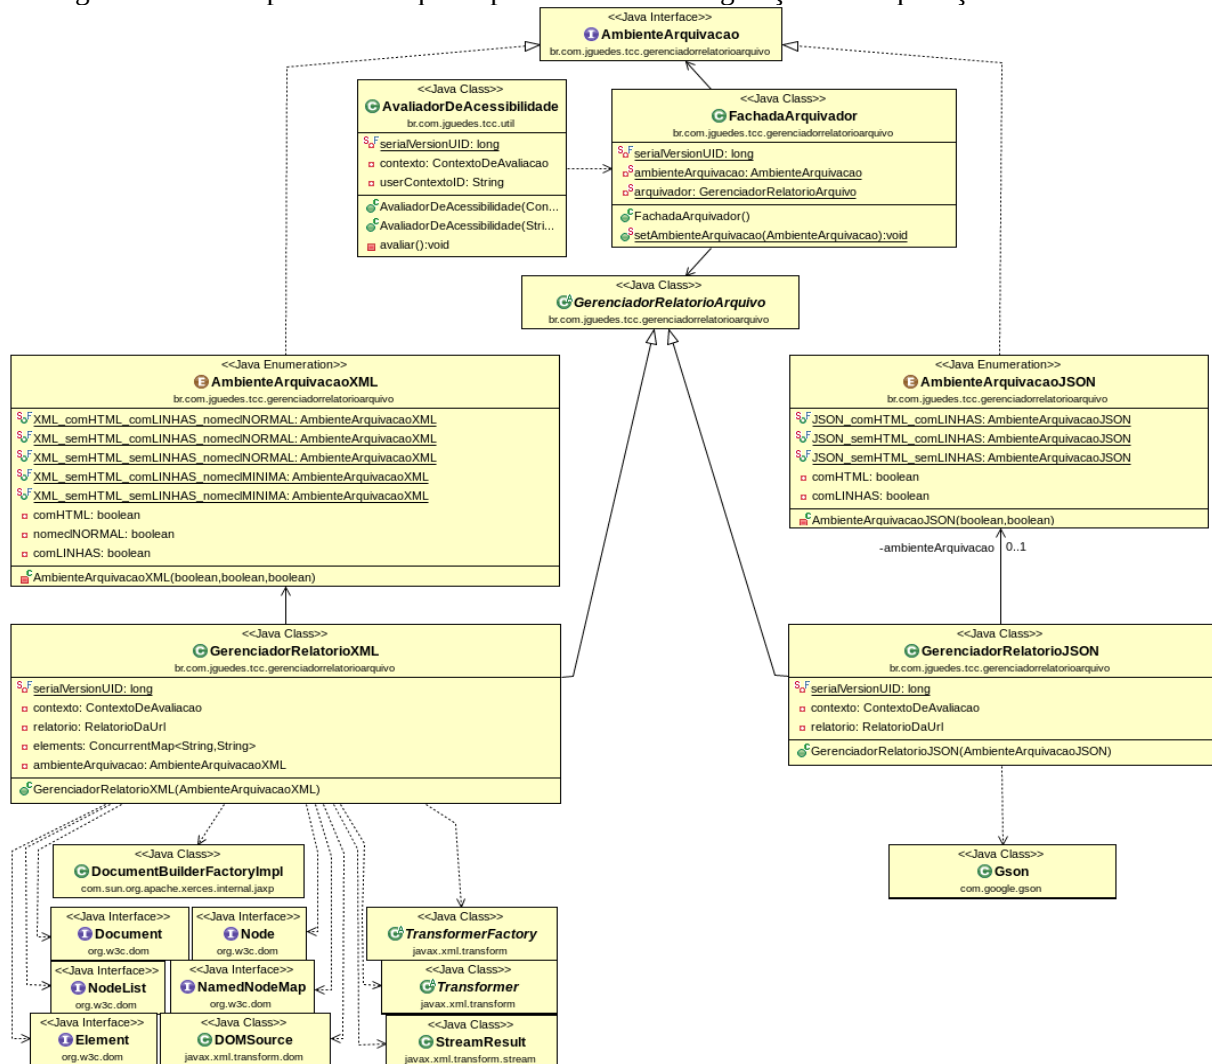 <<Java Interface>>
AmbienteArquivacao
br.com.jguedes.tcc.gerenciadorrelatorioarquivo
<<Java Class>>
AvaliadorDeAcessibilidade
br.com.jguedes.tcc.util
serialVersionUID: long
contexto: ContextoDeAvaliacao
userContextoID: String
AvaliadorDeAcessibilidade(Con...
AvaliadorDeAcessibilidade(Stri...
avaliar():void
<<Java Class>>
FachadaArquivador
br.com.jguedes.tcc.gerenciadorrelatorioarquivo
serialVersionUID: long
ambienteArquivacao: AmbienteArquivacao
arquivador: GerenciadorRelatorioArquivo
FachadaArquivador()
setAmbienteArquivacao(AmbienteArquivacao):void
<<Java Class>>
GerenciadorRelatorioArquivo
br.com.jguedes.tcc.gerenciadorrelatorioarquivo
<<Java Enumeration>>
AmbienteArquivacaoXML
br.com.jguedes.tcc.gerenciadorrelatorioarquivo
XML_comHTML_comLINHAS_nomeclNORMAL: AmbienteArquivacaoXML
XML_semHTML_comLINHAS_nomeclNORMAL: AmbienteArquivacaoXML
XML_semHTML_semLINHAS_nomeclNORMAL: AmbienteArquivacaoXML
XML_semHTML_comLINHAS_nomeclMINIMA: AmbienteArquivacaoXML
XML_semHTML_semLINHAS_nomeclMINIMA: AmbienteArquivacaoXML
comHTML: boolean
nomeclNORMAL: boolean
comLINHAS: boolean
AmbienteArquivacaoXML(boolean,boolean,boolean)
<<Java Enumeration>>
AmbienteArquivacaoJSON
br.com.jguedes.tcc.gerenciadorrelatorioarquivo
JSON_comHTML_comLINHAS: AmbienteArquivacaoJSON
JSON_semHTML_comLINHAS: AmbienteArquivacaoJSON
JSON_semHTML_semLINHAS: AmbienteArquivacaoJSON
comHTML: boolean
comLINHAS: boolean
AmbienteArquivacaoJSON(boolean,boolean)
-ambienteArquivacao 0..1
<<Java Class>>
GerenciadorRelatorioXML
br.com.jguedes.tcc.gerenciadorrelatorioarquivo
serialVersionUID: long
contexto: ContextoDeAvaliacao
relatorio: RelatorioDaUrl
elements: ConcurrentMap<String,String>
ambienteArquivacao: AmbienteArquivacaoXML
GerenciadorRelatorioXML(AmbienteArquivacaoXML)
<<Java Class>>
GerenciadorRelatorioJSON
br.com.jguedes.tcc.gerenciadorrelatorioarquivo
serialVersionUID: long
contexto: ContextoDeAvaliacao
relatorio: RelatorioDaUrl
GerenciadorRelatorioJSON(AmbienteArquivacaoJSON)
<<Java Class>>
DocumentBuilderFactoryImpl
com.sun.org.apache.xerces.internal.jaxp
<<Java Class>>
Gson
com.google.gson
<<Java Interface>>
Document
org.w3c.dom
<<Java Interface>>
Node
org.w3c.dom
<<Java Class>>
TransformerFactory
javax.xml.transform
<<Java Interface>>
NodeList
org.w3c.dom
<<Java Interface>>
NamedNodeMap
org.w3c.dom
<<Java Class>>
Transformer
javax.xml.transform
<<Java Interface>>
Element
org.w3c.dom
<<Java Class>>
DOMSource
javax.xml.transform.dom
<<Java Class>>
StreamResult
javax.xml.transform.stream